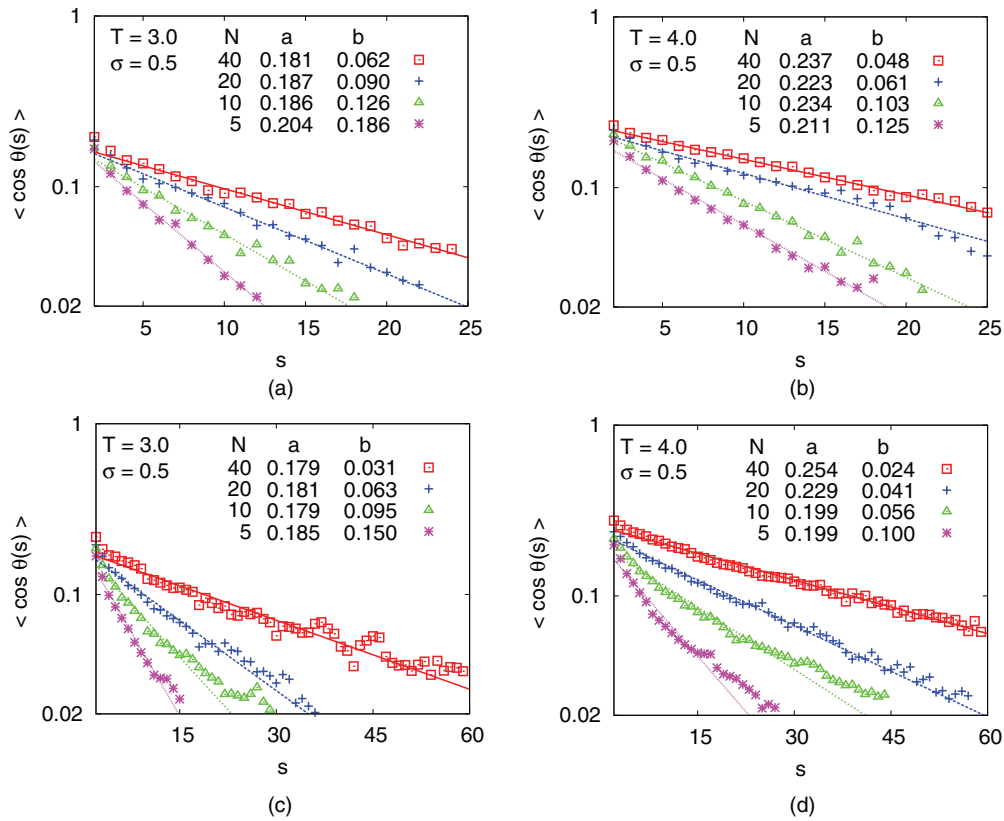 1
T = 3.0 N a b
σ = 0.5 40 0.181 0.062
20 0.187 0.090
10 0.186 0.126
5 0.204 0.186
< cos θ(s) >
0.1
0.02
5 10 15 20 25
s
(a)
1
T = 4.0 N a b
σ = 0.5 40 0.237 0.048
20 0.223 0.061
10 0.234 0.103
5 0.211 0.125
< cos θ(s) >
0.1
0.02
5 10 15 20 25
s
(b)
1
T = 3.0 N a b
σ = 0.5 40 0.179 0.031
20 0.181 0.063
10 0.179 0.095
5 0.185 0.150
< cos θ(s) >
0.1
0.02
15 30 45 60
s
(c)
1
T = 4.0 N a b
σ = 0.5 40 0.254 0.024
20 0.229 0.041
10 0.199 0.056
5 0.199 0.100
< cos θ(s) >
0.1
0.02
15 30 45 60
s
(d)